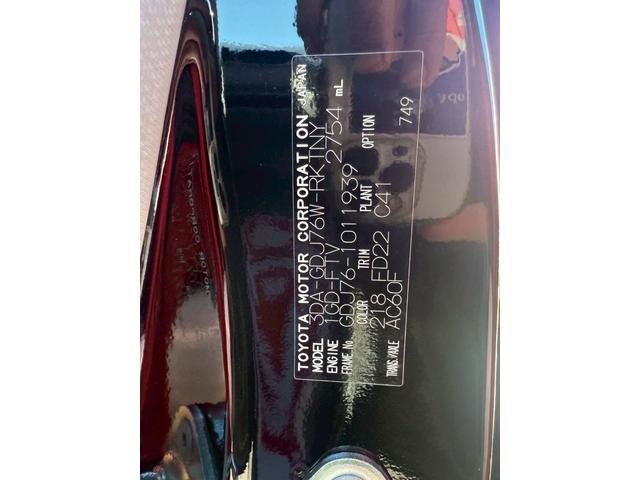 TOYOTA MOTOR CORPORATION JAPAN
MODEL 3DA-GDJ76W-RKTNY
ENGINE 1GD-FTV 2754 mL
FRAME No. GDJ76-1011939
COLOR TRIM PLANT OPTION
218 FD22 C41 749
TRANS./AXLE AC60F